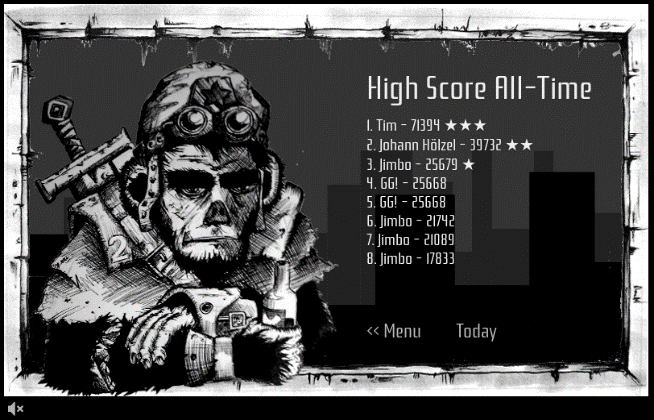 High Score All-Time
1. Tim - 71394 ★★★
2. Johann Hölzel - 39732 ★★
3. Jimbo - 25679 ★
4. GG! - 25668
5. GG! - 25668
6. Jimbo - 21742
7. Jimbo - 21089
8. Jimbo - 17833
2
<< Menu Today